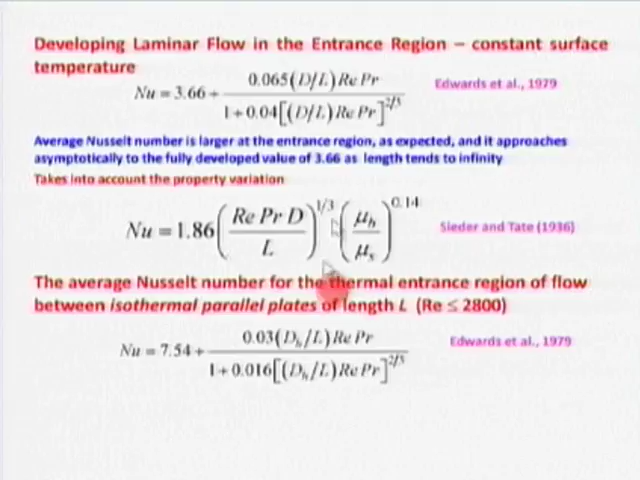 Developing Laminar Flow in the Entrance Region – constant surface
temperature
Nu = 3.66 + 0.065(D/L) Re Pr / 1+0.04[(D/L) Re Pr]^2/3
Edwards et al., 1979
Average Nusselt number is larger at the entrance region, as expected, and it approaches
asymptotically to the fully developed value of 3.66 as length tends to infinity
Takes into account the property variation
Nu = 1.86 (Re Pr D / L)^1/3 (μb / μs)^0.14
Sieder and Tate (1936)
The average Nusselt number for the thermal entrance region of flow
between isothermal parallel plates of length L (Re ≤ 2800)
Nu = 7.54 + 0.03(Dh/L) Re Pr / 1+0.016[(Dh/L) Re Pr]^2/3
Edwards et al., 1979